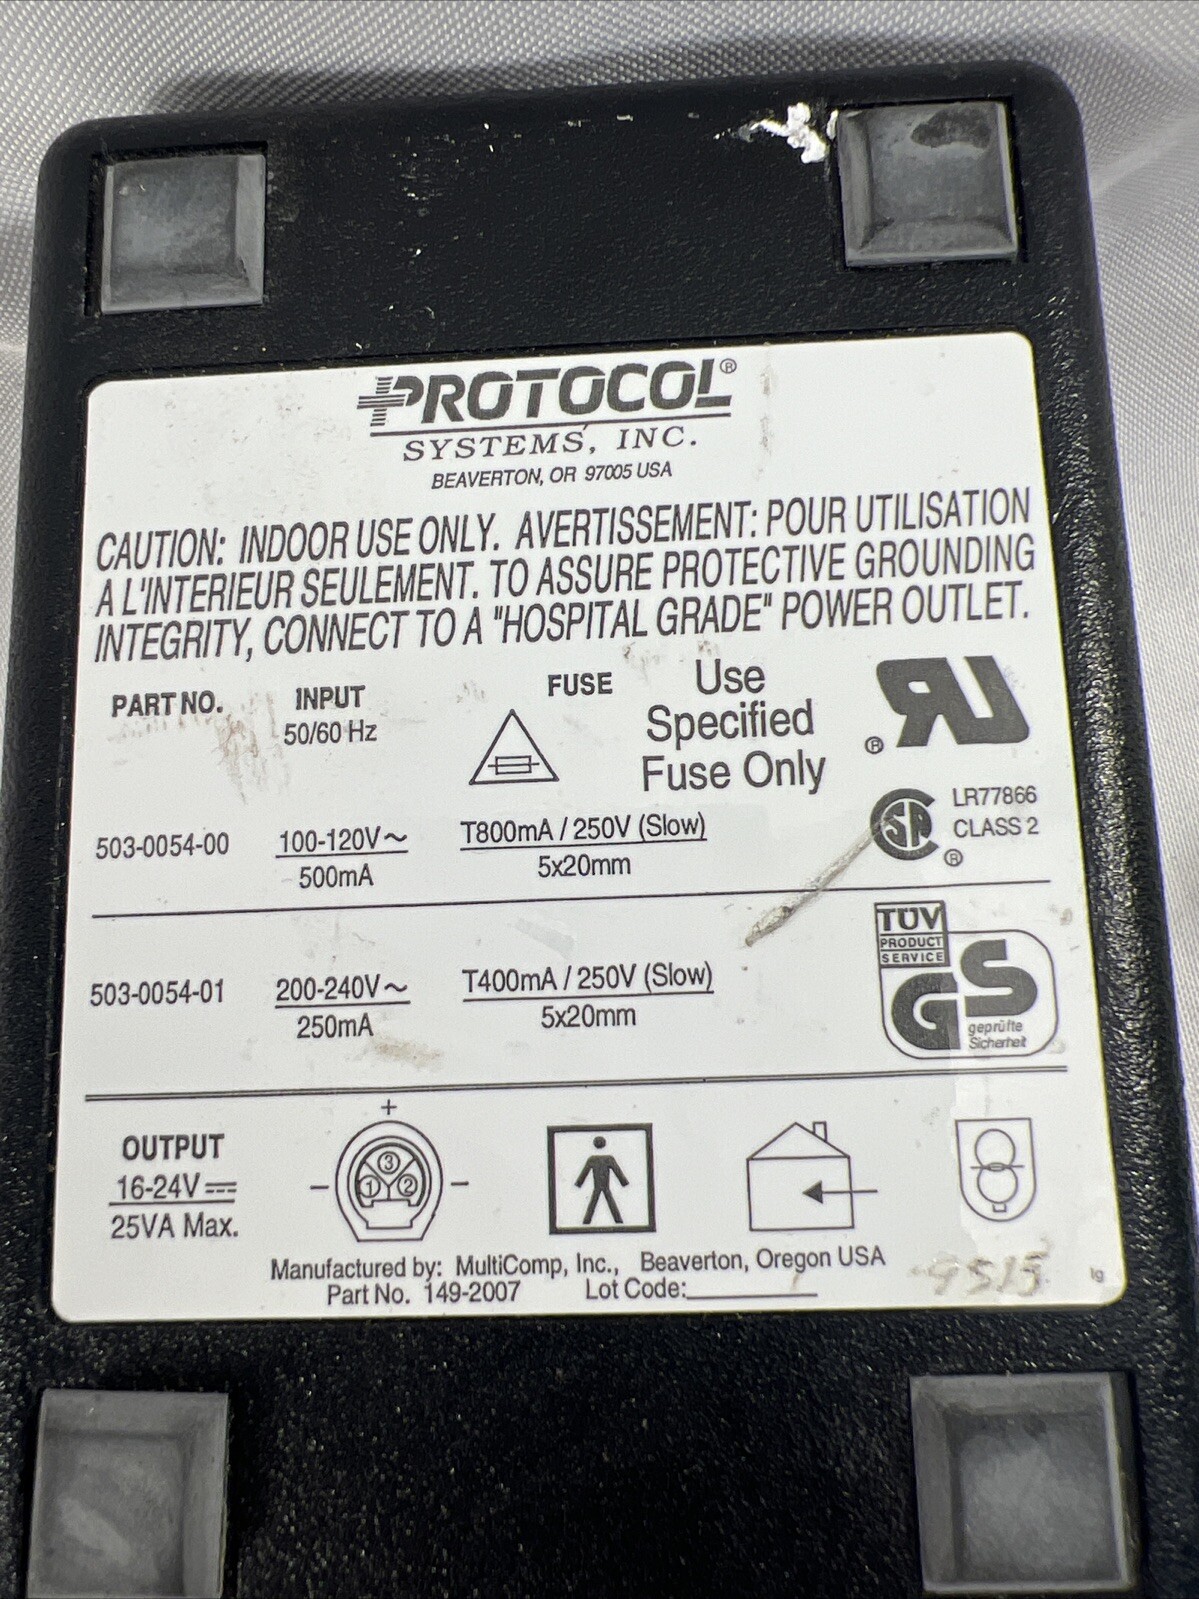 PROTOCOL®
SYSTEMS, INC.
BEAVERTON, OR 97005 USA
CAUTION: INDOOR USE ONLY. AVERTISSEMENT: POUR UTILISATION
A L'INTERIEUR SEULEMENT. TO ASSURE PROTECTIVE GROUNDING
INTEGRITY, CONNECT TO A "HOSPITAL GRADE" POWER OUTLET.
PART NO.
INPUT
50/60 Hz
FUSE
Use
Specified
Fuse Only
RU®
503-0054-00
100-120V~
500mA
T800mA / 250V (Slow)
5x20mm
SA®
LR77866
CLASS 2
503-0054-01
200-240V~
250mA
T400mA / 250V (Slow)
5x20mm
TÜV
PRODUCT
SERVICE
GS
geprüfte
Sicherheit
OUTPUT
16-24V
25VA Max.
+
3
− 1 2 −
Manufactured by: MultiComp, Inc., Beaverton, Oregon USA
Part No. 149-2007 Lot Code:
9515
lg